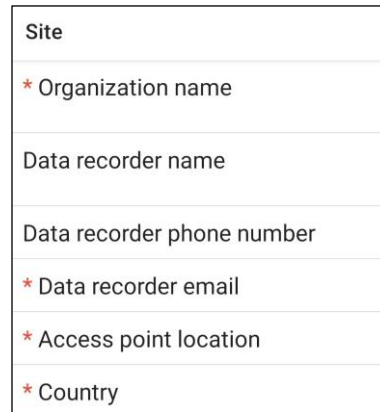 Site
* Organization name
Data recorder name
Data recorder phone number
* Data recorder email
* Access point location
* Country